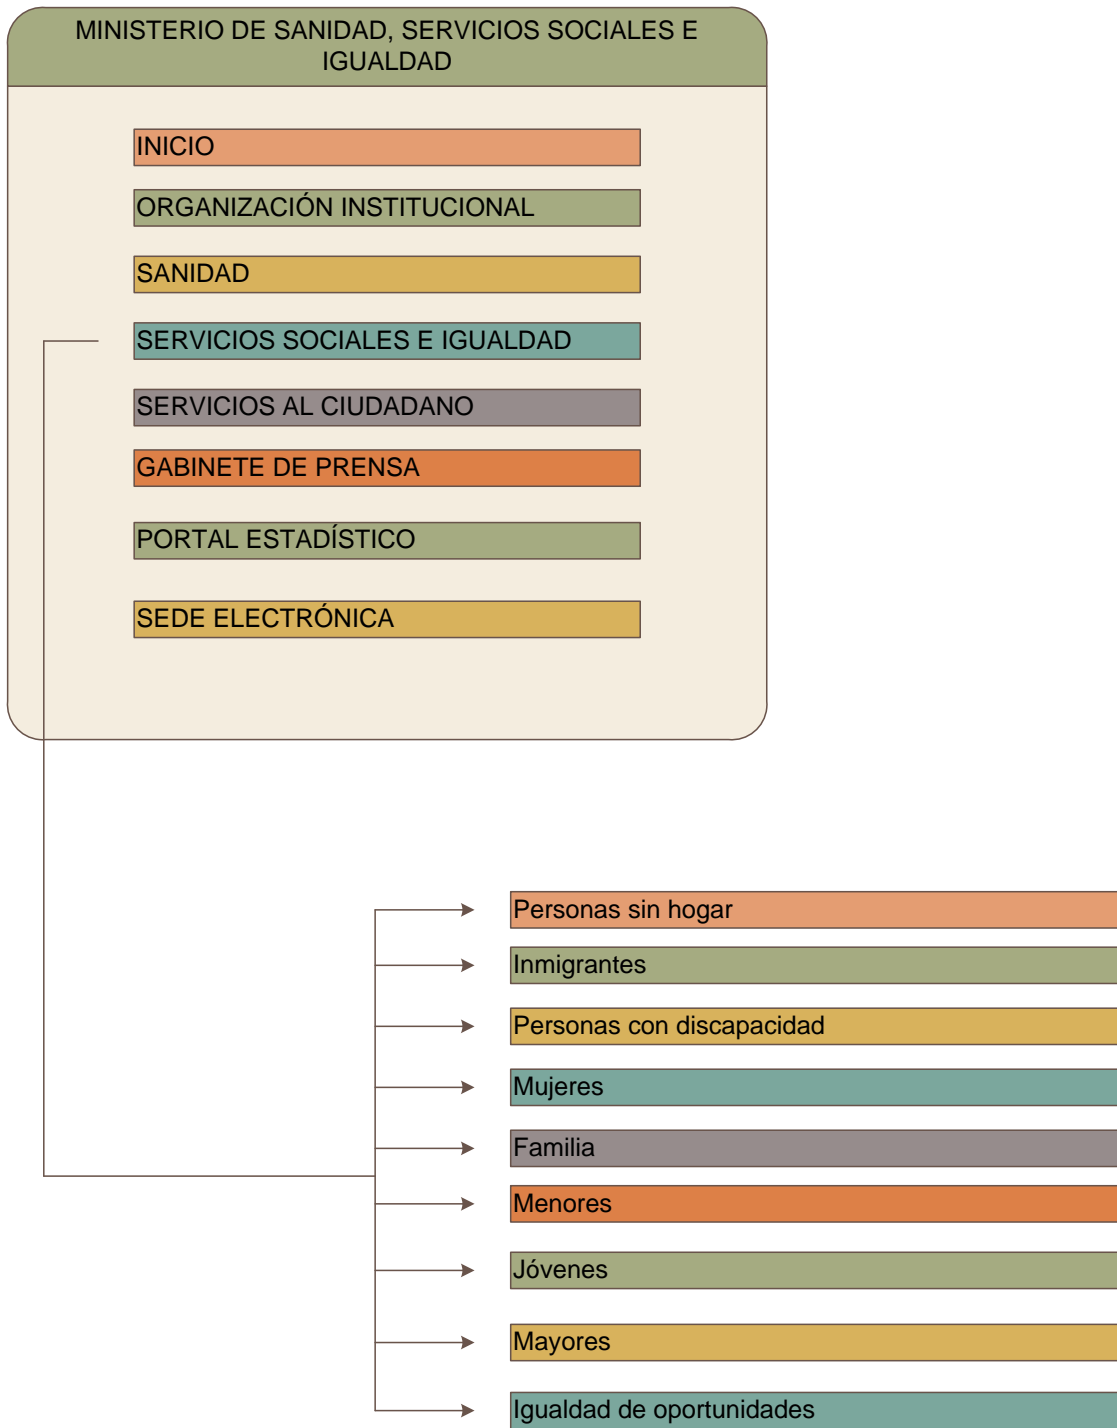 MINISTERIO DE SANIDAD, SERVICIOS SOCIALES E
IGUALDAD
INICIO
ORGANIZACIÓN INSTITUCIONAL
SANIDAD
SERVICIOS SOCIALES E IGUALDAD
SERVICIOS AL CIUDADANO
GABINETE DE PRENSA
PORTAL ESTADÍSTICO
SEDE ELECTRÓNICA
Personas sin hogar
Inmigrantes
Personas con discapacidad
Mujeres
Familia
Menores
Jóvenes
Mayores
Igualdad de oportunidades